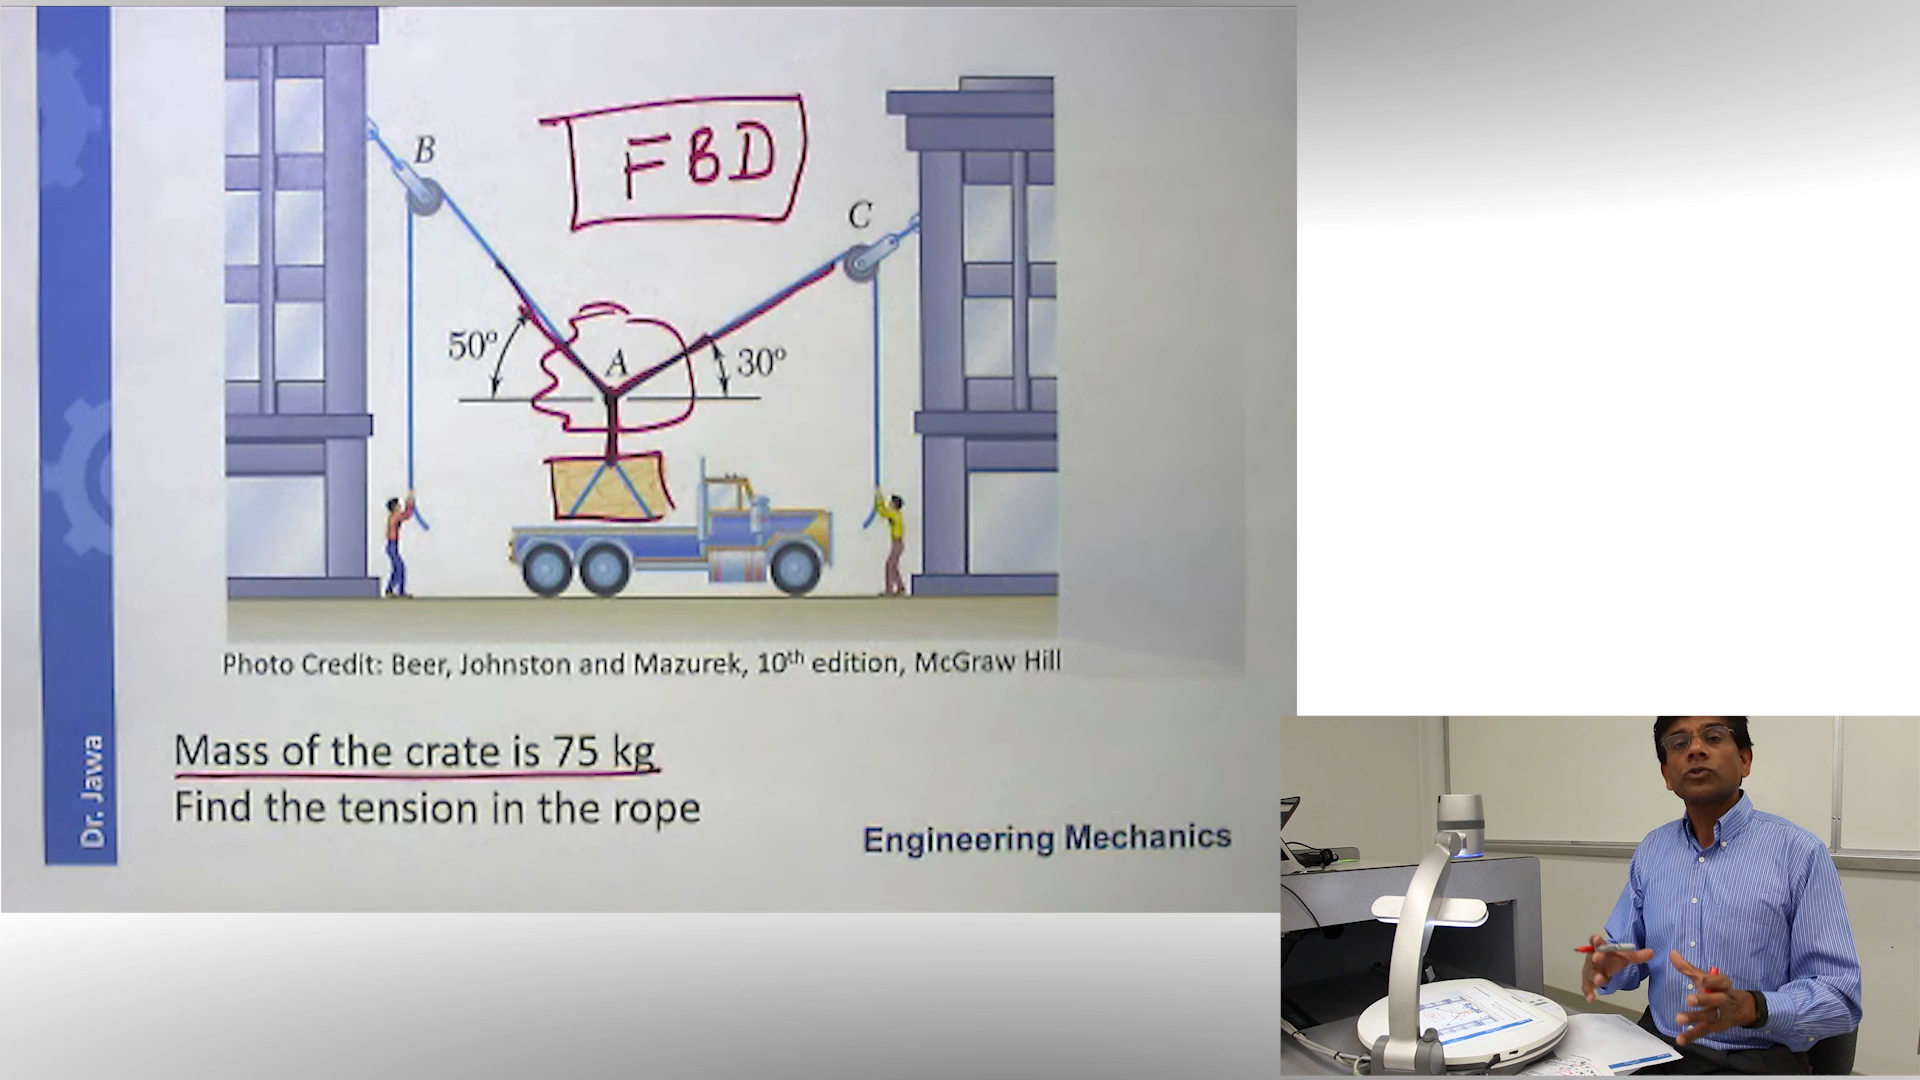 B
FBD
C
50°
A
30°
Photo Credit: Beer, Johnston and Mazurek, 10th edition, McGraw Hill
Mass of the crate is 75 kg
Find the tension in the rope
Engineering Mechanics
Dr. Jawa